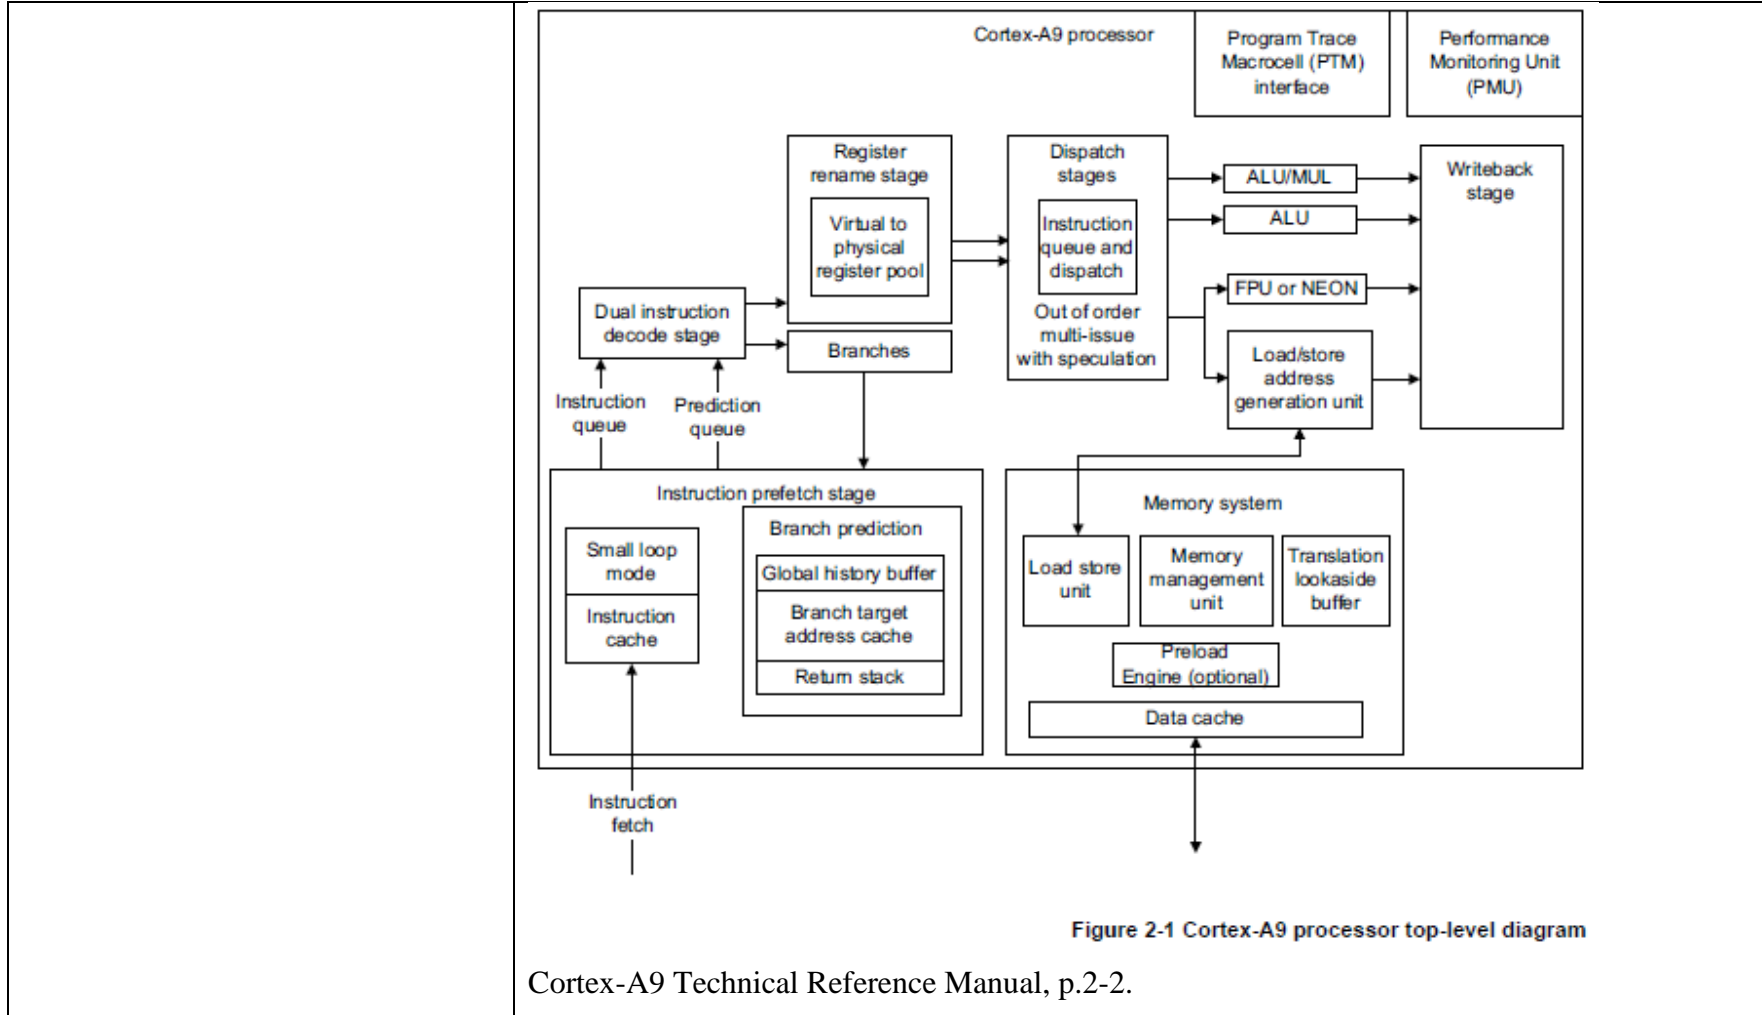 Cortex-A9 processor
Program Trace
Macrocell (PTM)
interface
Performance
Monitoring Unit
(PMU)
Register
rename stage
Virtual to
physical
register pool
Dispatch
stages
Instruction
queue and
dispatch
Out of order
multi-issue
with speculation
ALU/MUL
ALU
FPU or NEON
Load/store
address
generation unit
Writeback
stage
Dual instruction
decode stage
Branches
Instruction
queue
Prediction
queue
Instruction prefetch stage
Small loop
mode
Instruction
cache
Branch prediction
Global history buffer
Branch target
address cache
Return stack
Memory system
Load store
unit
Memory
management
unit
Translation
lookaside
buffer
Preload
Engine (optional)
Data cache
Instruction
fetch
Figure 2-1 Cortex-A9 processor top-level diagram
Cortex-A9 Technical Reference Manual, p.2-2.